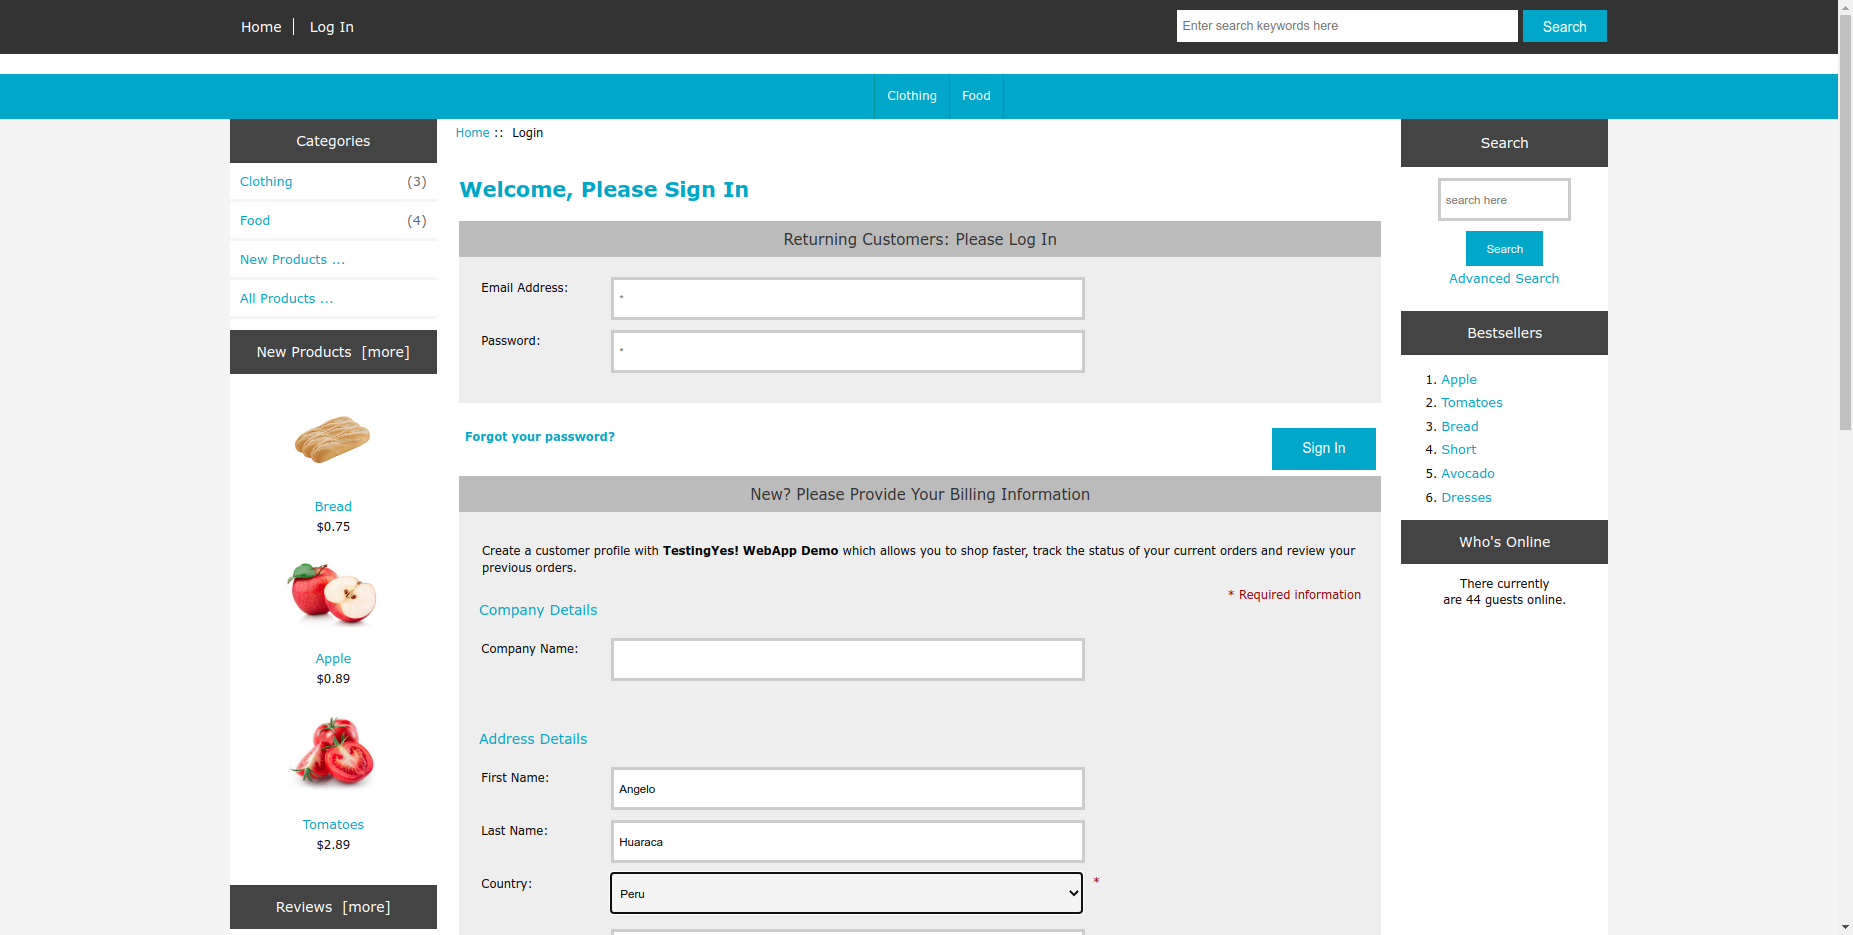 Home
Log In
Enter search keywords here
Search
Clothing
Food
Categories
Clothing (3)
Food (4)
New Products ...
All Products ...
New Products [more]
Bread
$0.75
Apple
$0.89
Tomatoes
$2.89
Reviews [more]
Home :: Login
Welcome, Please Sign In
Returning Customers: Please Log In
Email Address:
*
Password:
*
Forgot your password?
Sign In
New? Please Provide Your Billing Information
Create a customer profile with TestingYes! WebApp Demo which allows you to shop faster, track the status of your current orders and review your
previous orders.
* Required information
Company Details
Company Name:
Address Details
First Name:
Angelo
Last Name:
Huaraca
Country:
Peru
*
Search
search here
Search
Advanced Search
Bestsellers
1. Apple
2. Tomatoes
3. Bread
4. Short
5. Avocado
6. Dresses
Who's Online
There currently
are 44 guests online.